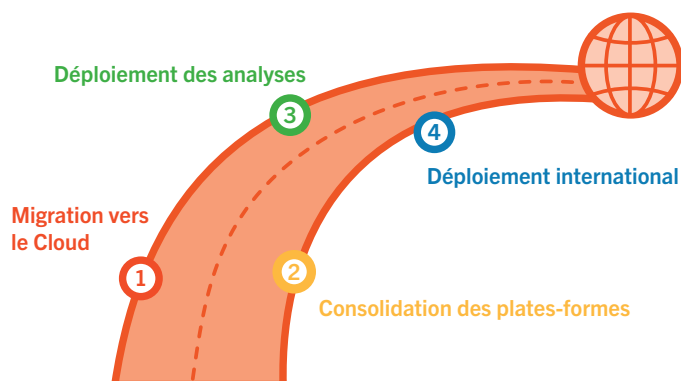 Déploiement des analyses
3
4
Déploiement international
Migration vers
le Cloud
1
2
Consolidation des plates-formes